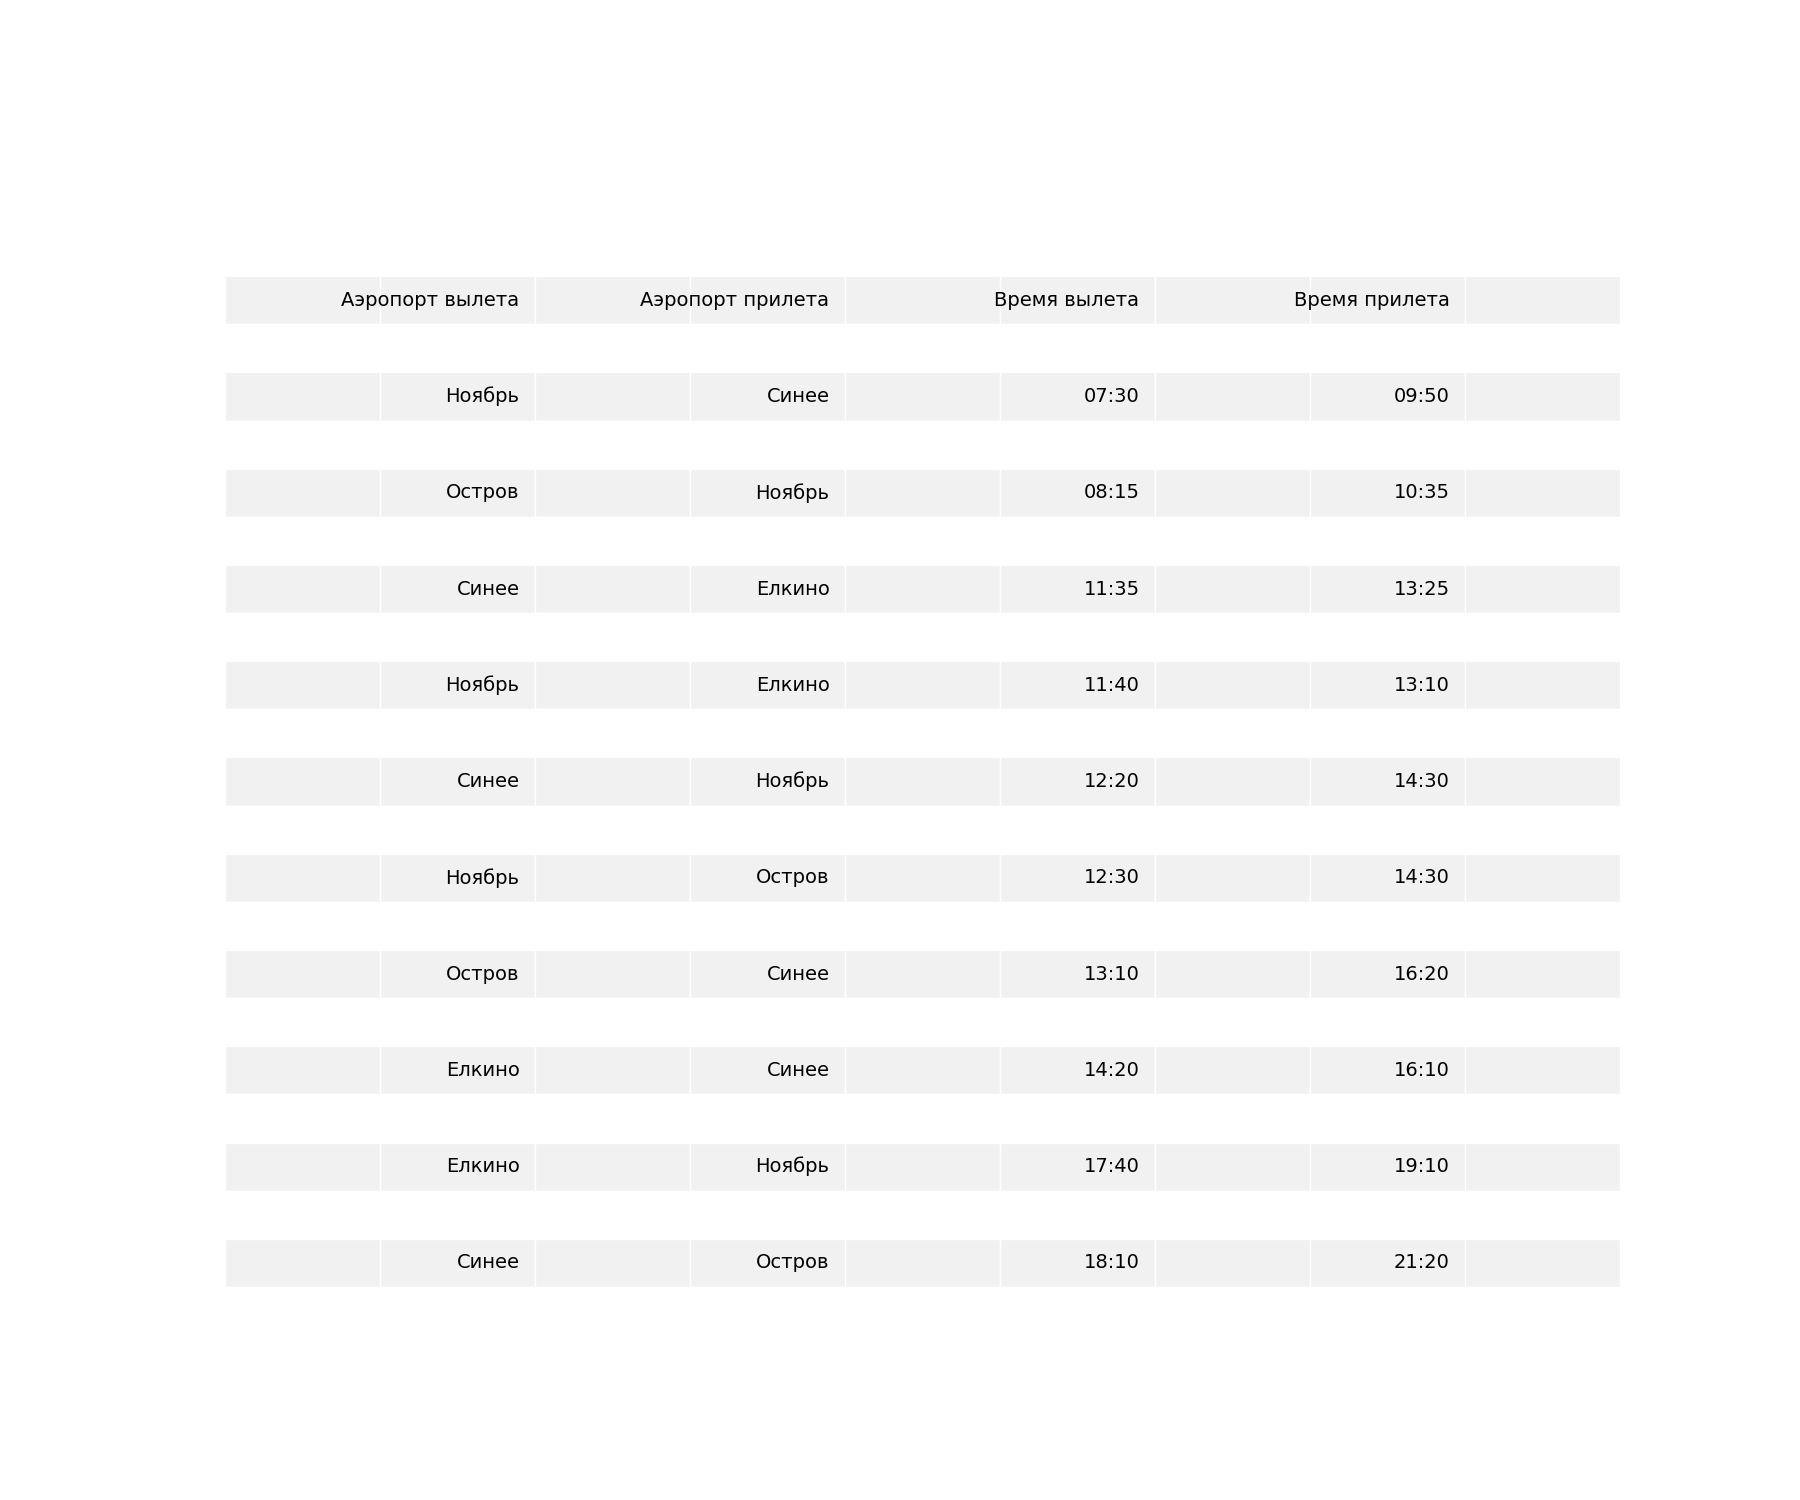 Аэропорт вылета Аэропорт прилета Время вылета Время прилета
Ноябрь Синее 07:30 09:50
Остров Ноябрь 08:15 10:35
Синее Елкино 11:35 13:25
Ноябрь Елкино 11:40 13:10
Синее Ноябрь 12:20 14:30
Ноябрь Остров 12:30 14:30
Остров Синее 13:10 16:20
Елкино Синее 14:20 16:10
Елкино Ноябрь 17:40 19:10
Синее Остров 18:10 21:20